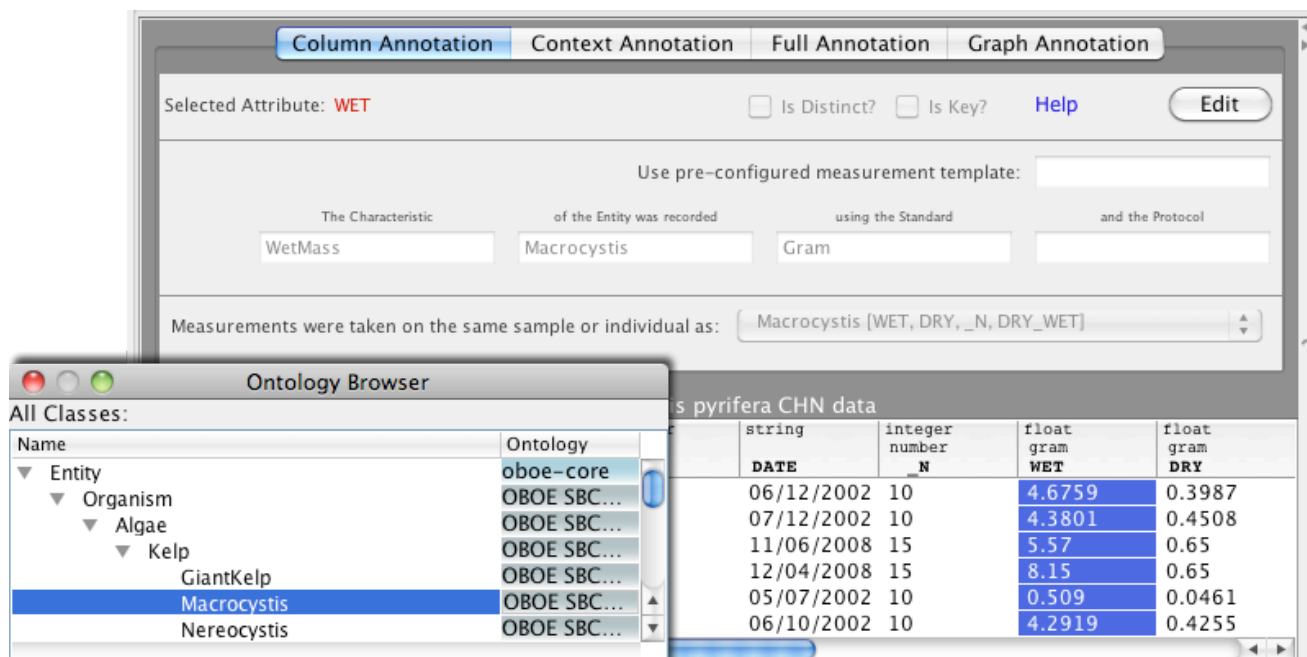 Column Annotation Context Annotation Full Annotation Graph Annotation
Selected Attribute: WET Is Distinct? Is Key? Help Edit
Use pre-configured measurement template:
The Characteristic of the Entity was recorded using the Standard and the Protocol
WetMass Macrocystis Gram
Measurements were taken on the same sample or individual as: Macrocystis [WET, DRY, _N, DRY_WET]
Ontology Browser
All Classes:
Name Ontology
Entity oboe-core
Organism OBOE SBC...
Algae OBOE SBC...
Kelp OBOE SBC...
GiantKelp OBOE SBC...
Macrocystis OBOE SBC...
Nereocystis OBOE SBC...
pyrifera CHN data
string integer float float
number gram gram
DATE _N WET DRY
06/12/2002 10 4.6759 0.3987
07/12/2002 10 4.3801 0.4508
11/06/2008 15 5.57 0.65
12/04/2008 15 8.15 0.65
05/07/2002 10 0.509 0.0461
06/10/2002 10 4.2919 0.4255